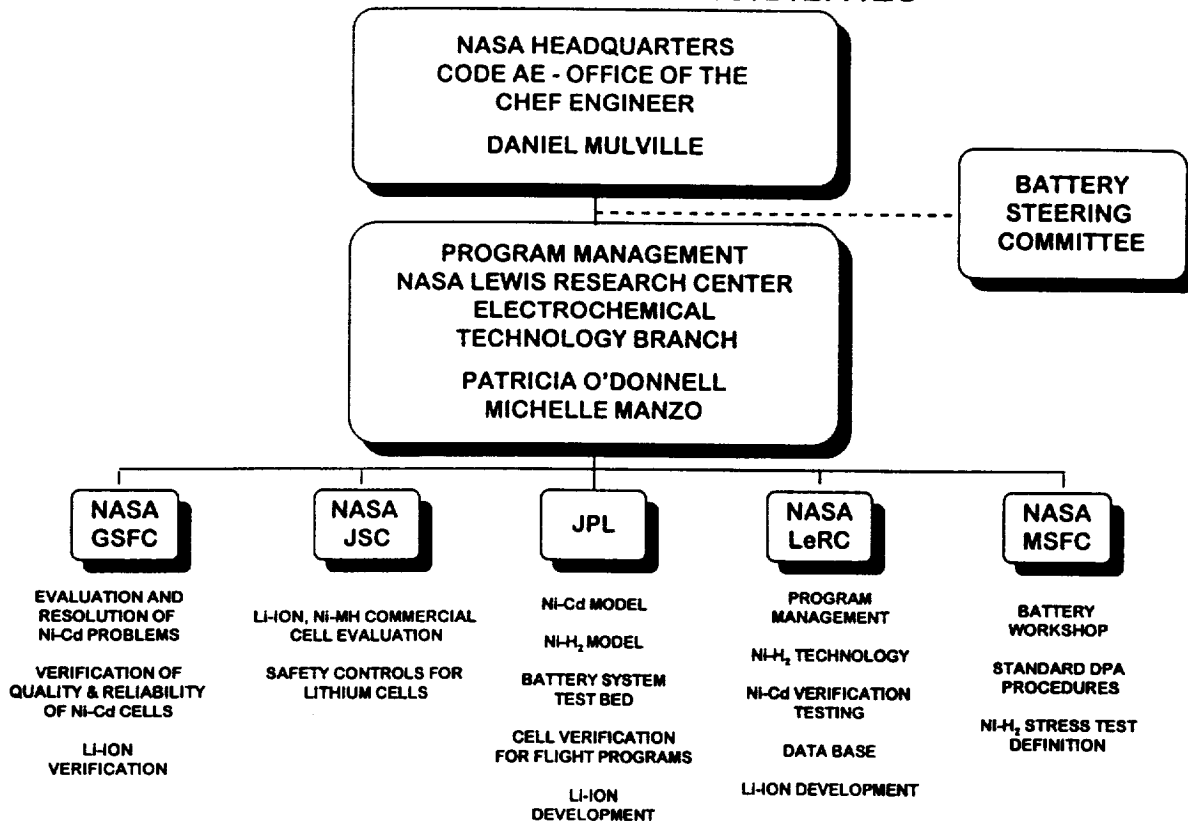 NASA HEADQUARTERS
CODE AE - OFFICE OF THE
CHEF ENGINEER
DANIEL MULVILLE
BATTERY
STEERING
COMMITTEE
PROGRAM MANAGEMENT
NASA LEWIS RESEARCH CENTER
ELECTROCHEMICAL
TECHNOLOGY BRANCH
PATRICIA O'DONNELL
MICHELLE MANZO
NASA
GSFC
EVALUATION AND
RESOLUTION OF
Ni-Cd PROBLEMS
VERIFICATION OF
QUALITY & RELIABILITY
OF Ni-Cd CELLS
Li-ION
VERIFICATION
NASA
JSC
Li-ION, Ni-MH COMMERCIAL
CELL EVALUATION
SAFETY CONTROLS FOR
LITHIUM CELLS
JPL
Ni-Cd MODEL
Ni-H₂ MODEL
BATTERY SYSTEM
TEST BED
CELL VERIFICATION
FOR FLIGHT PROGRAMS
Li-ION
DEVELOPMENT
NASA
LeRC
PROGRAM
MANAGEMENT
Ni-H₂ TECHNOLOGY
Ni-Cd VERIFICATION
TESTING
DATA BASE
Li-ION DEVELOPMENT
NASA
MSFC
BATTERY
WORKSHOP
STANDARD DPA
PROCEDURES
Ni-H₂ STRESS TEST
DEFINITION